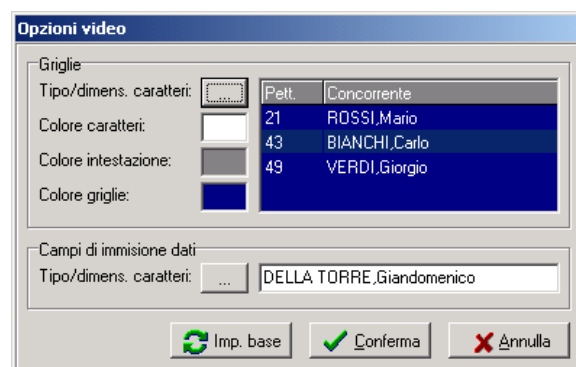 Opzioni video
Griglie
Tipo/dimens. caratteri: ...
Colore caratteri:
Colore intestazione:
Colore griglie:
Pett. Concorrente
21 ROSSI,Mario
43 BIANCHI,Carlo
49 VERDI,Giorgio
Campi di immisione dati
Tipo/dimens. caratteri: ... DELLA TORRE,Giandomenico
Imp. base Conferma Annulla